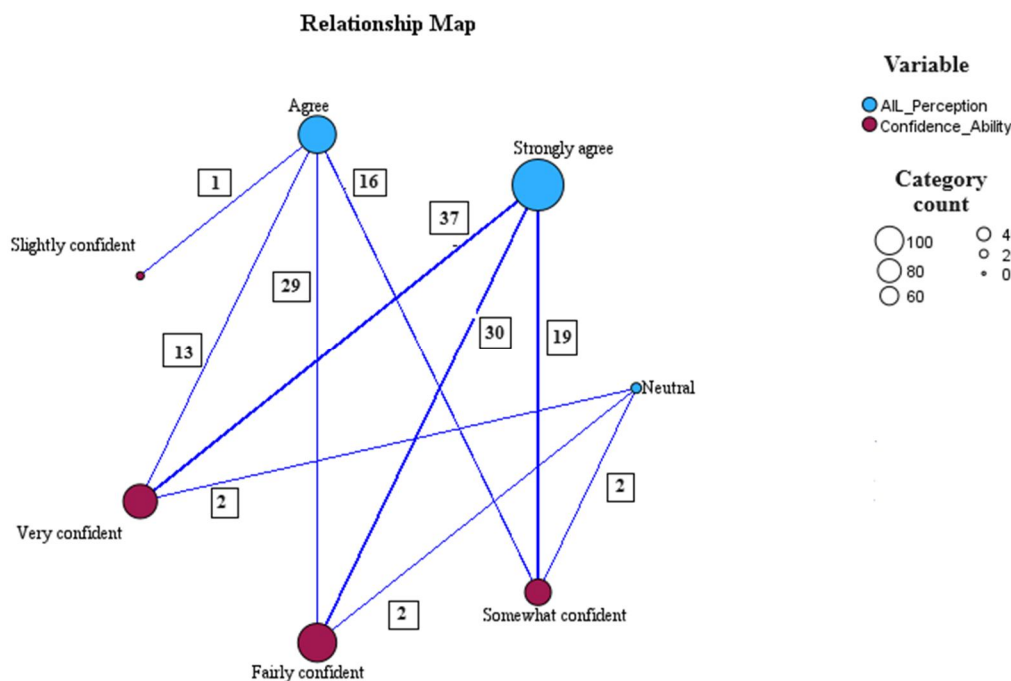 Relationship Map
Variable
AIL_Perception
Confidence_Ability
Category
count
100
80
60
4
2
0
Agree
Strongly agree
1
16
37
Slightly confident
29
13
30
19
Neutral
2
2
Very confident
2
Somewhat confident
Fairly confident